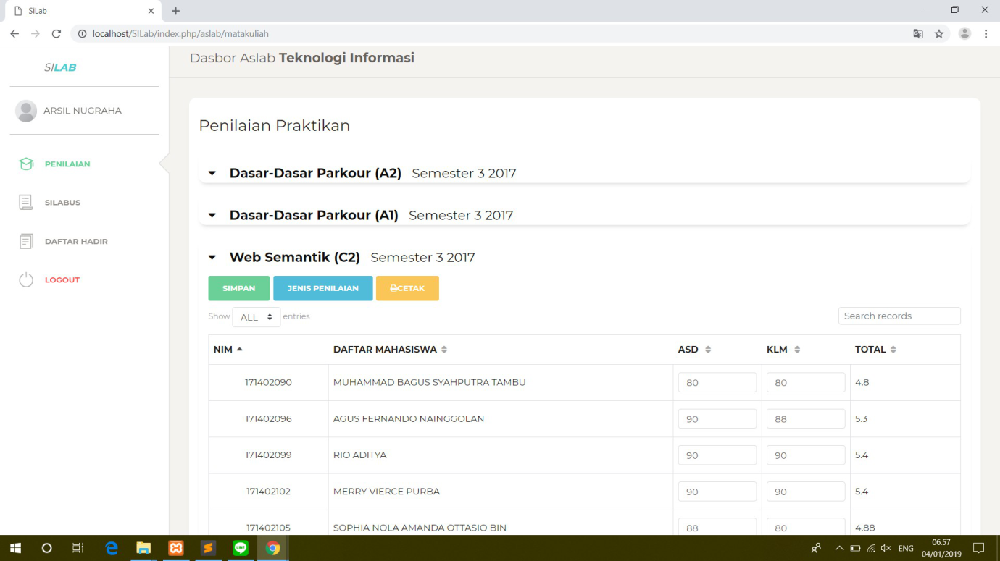 SiLab
localhost/SILab/index.php/aslab/matakuliah
SILAB
Dasbor Aslab Teknologi Informasi
ARSIL NUGRAHA
PENILAIAN
SILABUS
DAFTAR HADIR
LOGOUT
Penilaian Praktikan
Dasar-Dasar Parkour (A2) Semester 3 2017
Dasar-Dasar Parkour (A1) Semester 3 2017
Web Semantik (C2) Semester 3 2017
SIMPAN JENIS PENILAIAN CETAK
Show ALL entries Search records
NIM DAFTAR MAHASISWA ASD KLM TOTAL
171402090 MUHAMMAD BAGUS SYAHPUTRA TAMBU 80 80 4.8
171402096 AGUS FERNANDO NAINGGOLAN 90 88 5.3
171402099 RIO ADITYA 90 90 5.4
171402102 MERRY VIERCE PURBA 90 90 5.4
171402105 SOPHIA NOLA AMANDA OTTASIO BIN 88 80 4.88
ENG 06.57
04/01/2019